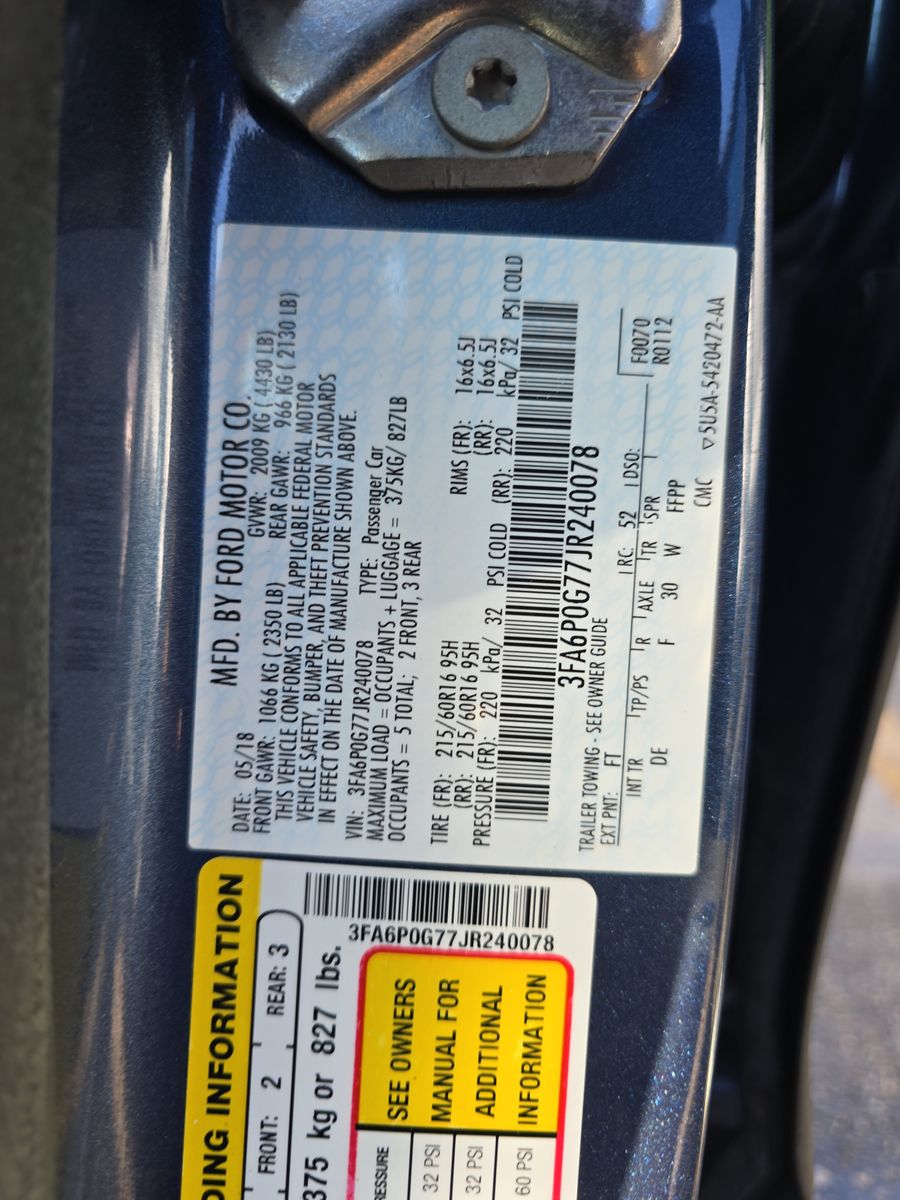 MFD. BY FORD MOTOR CO.
DATE: 05/18 GVWR: 2009 KG ( 4430 LB)
FRONT GAWR: 1066 KG ( 2350 LB) REAR GAWR: 966 KG ( 2130 LB)
THIS VEHICLE CONFORMS TO ALL APPLICABLE FEDERAL MOTOR
VEHICLE SAFETY, BUMPER, AND THEFT PREVENTION STANDARDS
IN EFFECT ON THE DATE OF MANUFACTURE SHOWN ABOVE.
VIN: 3FA6P0G77JR240078 TYPE: Passenger Car
MAXIMUM LOAD = OCCUPANTS + LUGGAGE = 375KG/ 827LB
OCCUPANTS = 5 TOTAL; 2 FRONT, 3 REAR
TIRE (FR): 215/60R16 95H RIMS (FR): 16x6.5J
(RR): 215/60R16 95H (RR): 16x6.5J
PRESSURE (FR): 220 kPa/ 32 PSI COLD (RR): 220 kPa/ 32 PSI COLD
3FA6P0G77JR240078
TRAILER TOWING - SEE OWNER GUIDE
EXT PNT: FT RC: 52 DSO: F0070
R0112
INT TR TP/PS R AXLE TR SPR
DE F 30 W FFPP
CMC ▽5U5A-5420472-AA
DING INFORMATION
FRONT: 2 REAR: 3
375 kg or 827 lbs.
3FA6P0G77JR240078
RESSURE
32 PSI
32 PSI
60 PSI
SEE OWNERS
MANUAL FOR
ADDITIONAL
INFORMATION